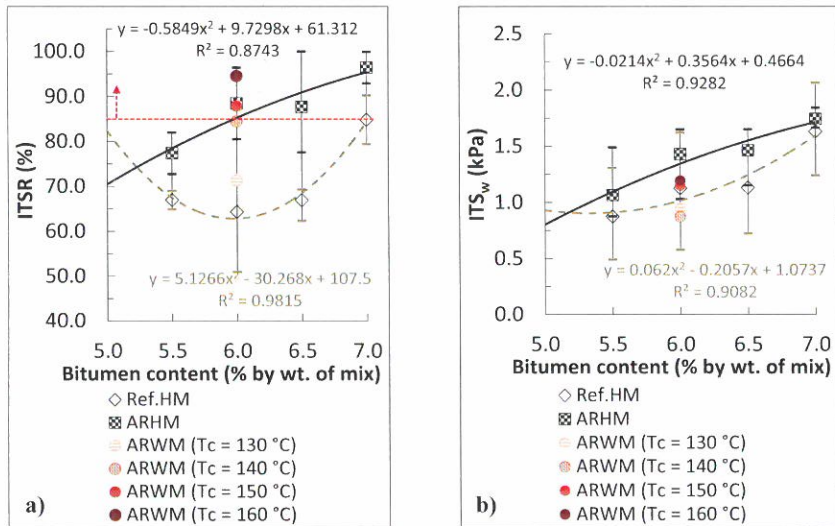 y = -0.5849x² + 9.7298x + 61.312
R² = 0.8743
100.0
90.0
80.0
70.0
60.0
50.0
40.0
ITSR (%)
y = 5.1266x² - 30.268x + 107.5
R² = 0.9815
5.0 5.5 6.0 6.5 7.0
Bitumen content (% by wt. of mix)
Ref.HM
ARHM
ARWM (Tc = 130 °C)
ARWM (Tc = 140 °C)
ARWM (Tc = 150 °C)
ARWM (Tc = 160 °C)
a)
y = -0.0214x² + 0.3564x + 0.4664
R² = 0.9282
2.5
2.0
1.5
1.0
0.5
0.0
ITSw (kPa)
y = 0.062x² - 0.2057x + 1.0737
R² = 0.9082
5.0 5.5 6.0 6.5 7.0
Bitumen content (% by wt. of mix)
Ref.HM
ARHM
ARWM (Tc = 130 °C)
ARWM (Tc = 140 °C)
ARWM (Tc = 150 °C)
ARWM (Tc = 160 °C)
b)